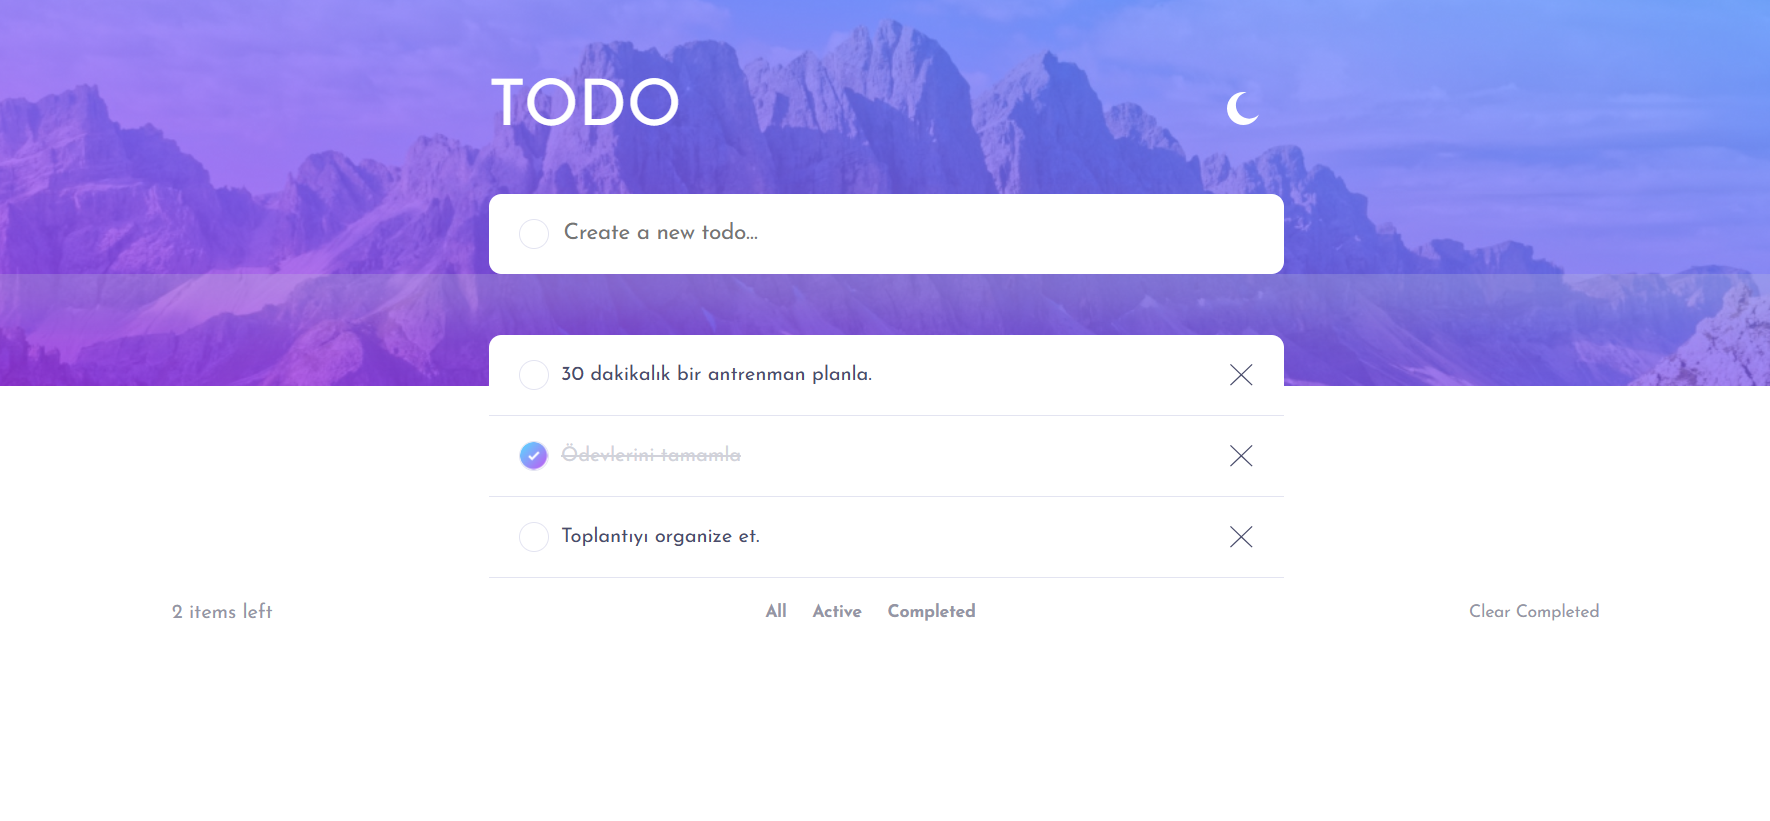 TODO
Create a new todo...
30 dakikalık bir antrenman planla.
Ödevlerini tamamla
Toplantıyı organize et.
2 items left All Active Completed Clear Completed